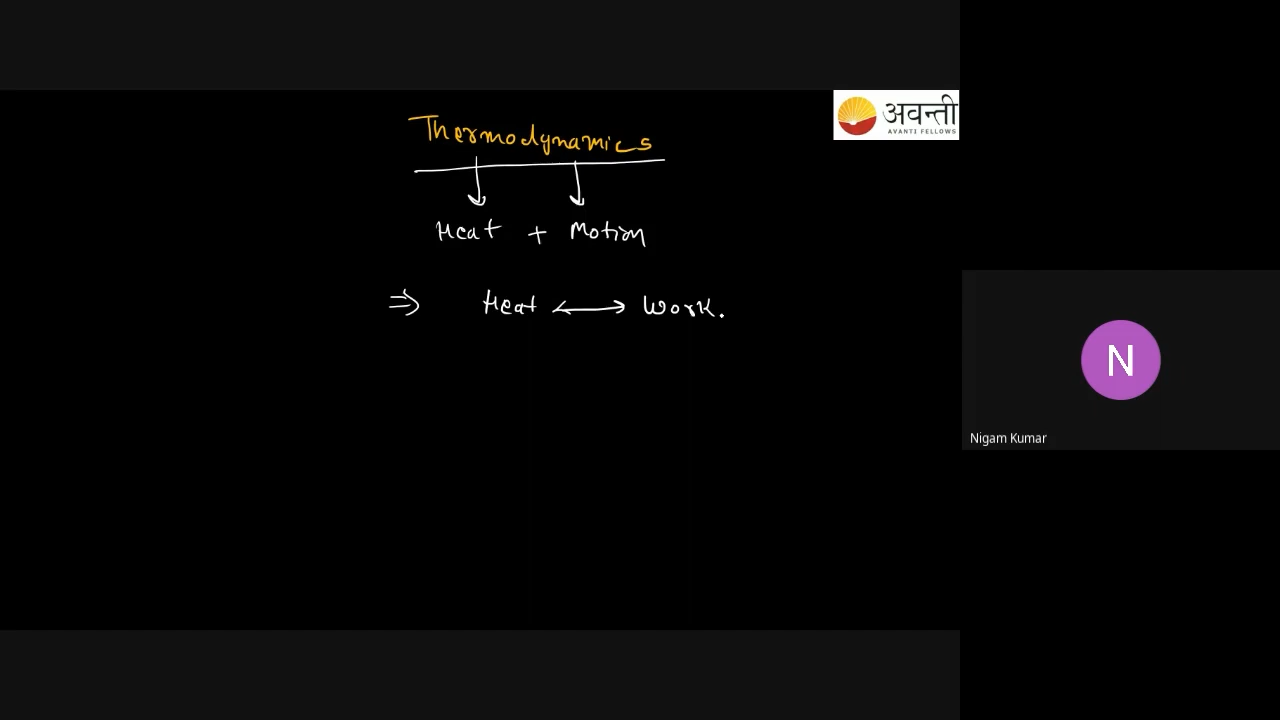 Thermodynamics
Heat + Motion
⇒ Heat ⟷ Work.
अवन्ती
AVANTI FELLOWS
N
Nigam Kumar